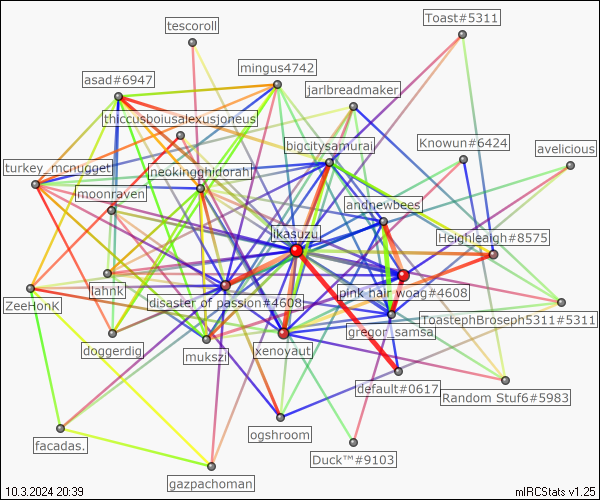 tescoroll
Toast#5311
mingus4742
asad#6947
jarlbreadmaker
thiccusboiusalexusjoneus
bigcitysamurai
Knowun#6424
avelicious
turkey_mcnugget
neokingghidorah
moonraven
andnewbees
ikasuzu
Heighleigh#8575
lahnk
disaster of passion#4608
pink hair woag#4608
ZeeHonK
ToastephBroseph5311#5311
gregor_samsa
doggerdig
mukszi
xenoyaut
default#0617
Random Stuf6#5983
facadas.
ogshroom
Duck™#9103
gazpachoman
10.3.2024 20:39
mIRCStats v1.25